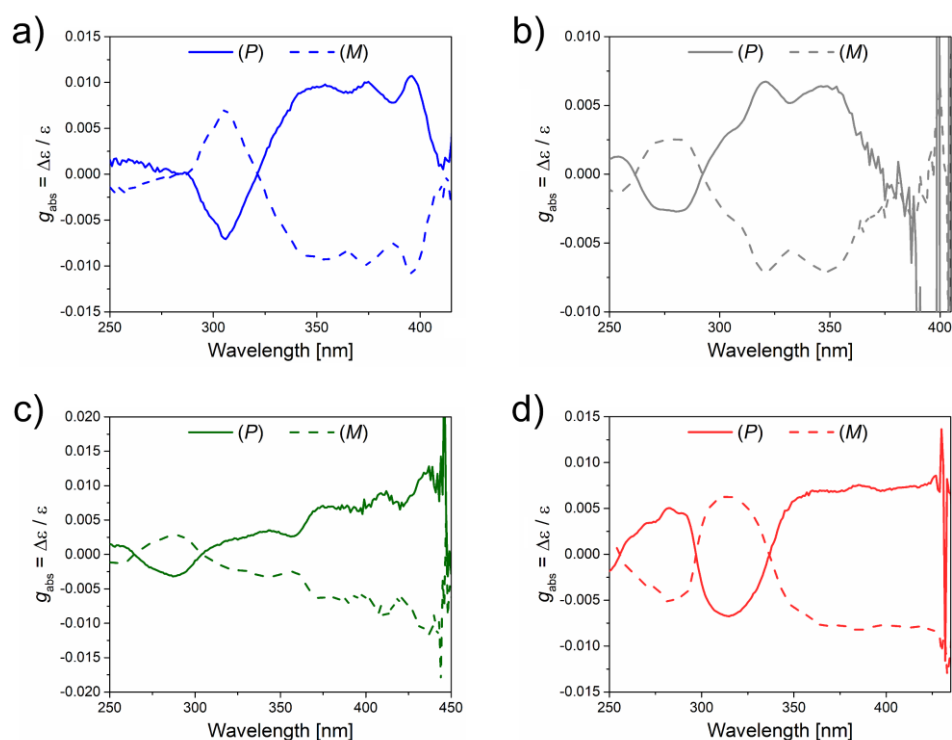 a)
(P) (M)
g_abs = Δε / ε
0.015
0.010
0.005
0.000
-0.005
-0.010
-0.015
250 300 350 400
Wavelength [nm]
b)
(P) (M)
g_abs = Δε / ε
0.010
0.005
0.000
-0.005
-0.010
250 300 350 400
Wavelength [nm]
c)
(P) (M)
g_abs = Δε / ε
0.020
0.015
0.010
0.005
0.000
-0.005
-0.010
-0.015
-0.020
250 300 350 400 450
Wavelength [nm]
d)
(P) (M)
g_abs = Δε / ε
0.015
0.010
0.005
0.000
-0.005
-0.010
-0.015
250 300 350 400
Wavelength [nm]